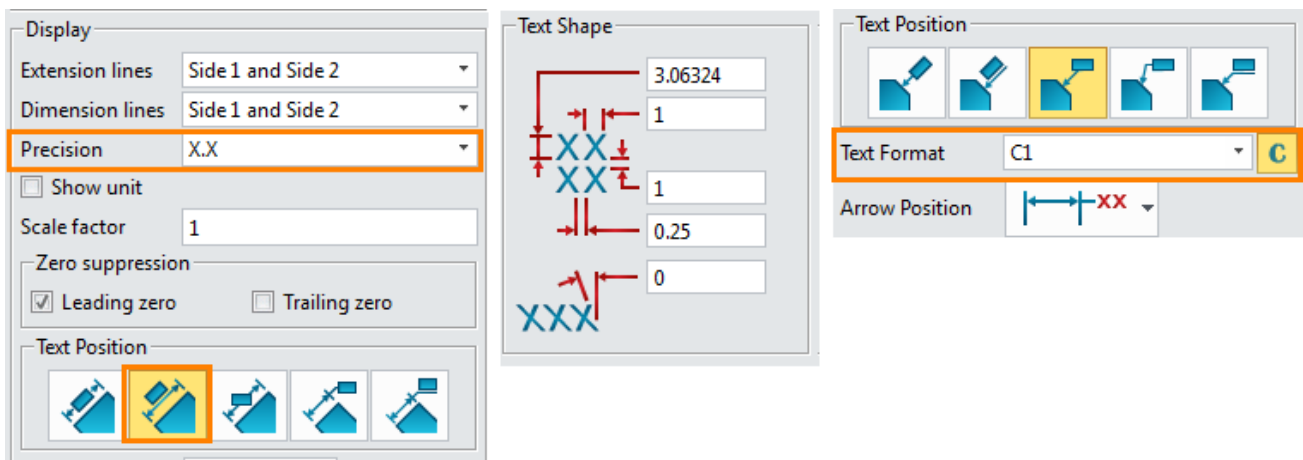 Display
Extension lines Side 1 and Side 2
Dimension lines Side 1 and Side 2
Precision X.X
Show unit
Scale factor 1
Zero suppression
Leading zero Trailing zero
Text Position
Text Shape
3.06324
1
XX
XX
1
0.25
0
XXX
Text Position
Text Format C1 C
Arrow Position XX